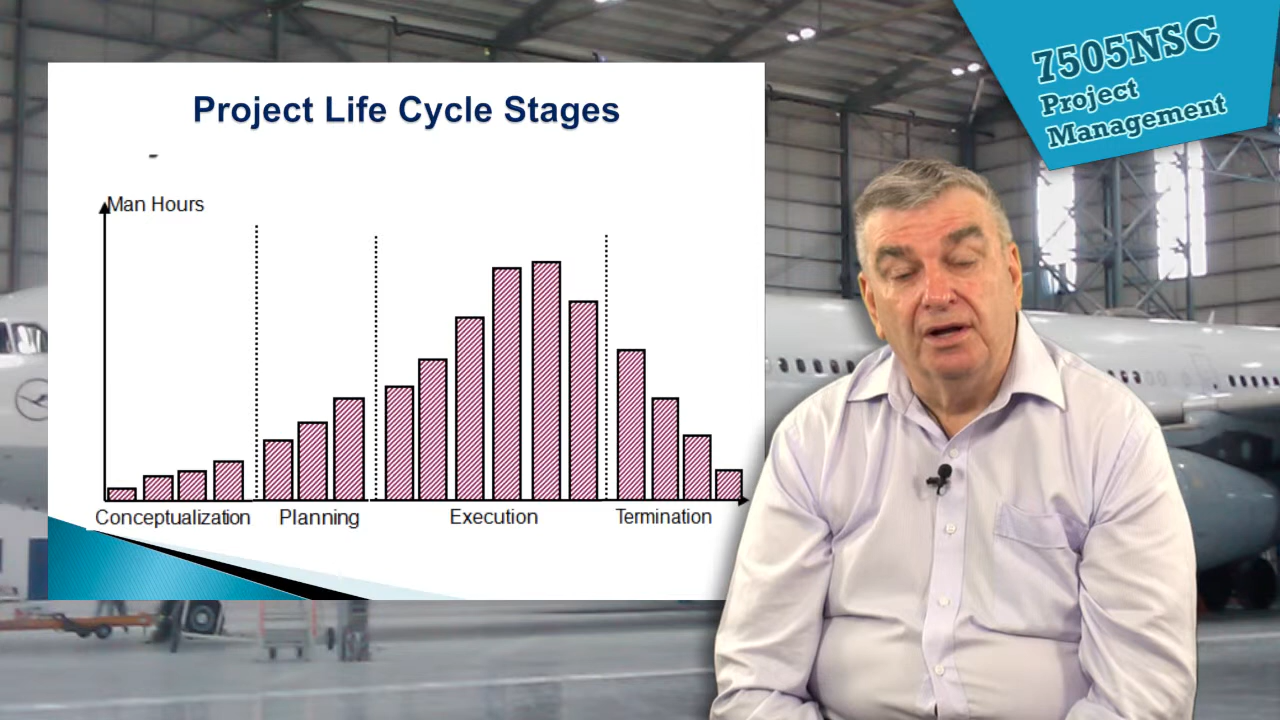 Project Life Cycle Stages
Man Hours
Conceptualization Planning Execution Termination
7505NSC
Project
Management